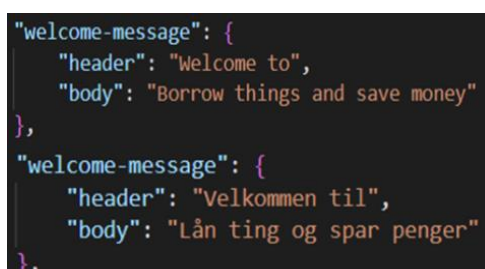 "welcome-message": {
"header": "Welcome to",
"body": "Borrow things and save money"
},
"welcome-message": {
"header": "Velkommen til",
"body": "Lån ting og spar penger"
},